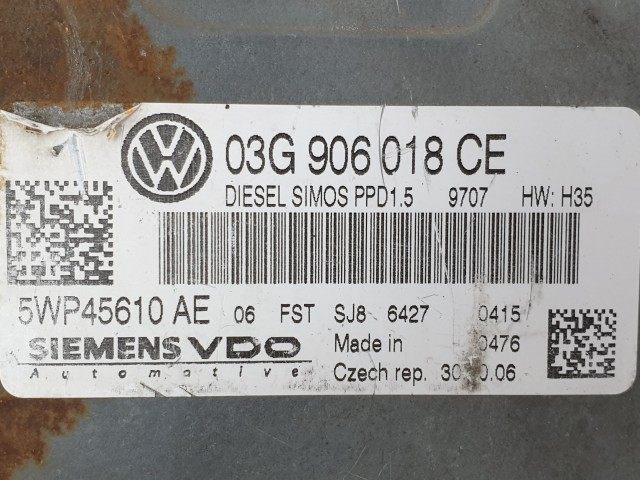 03G 906 018 CE
DIESEL SIMOS PPD1.5 9707 HW: H35
5WP45610 AE 06 FST SJ8 6427 0415
SIEMENS VDO Made in
Automotive Czech rep.